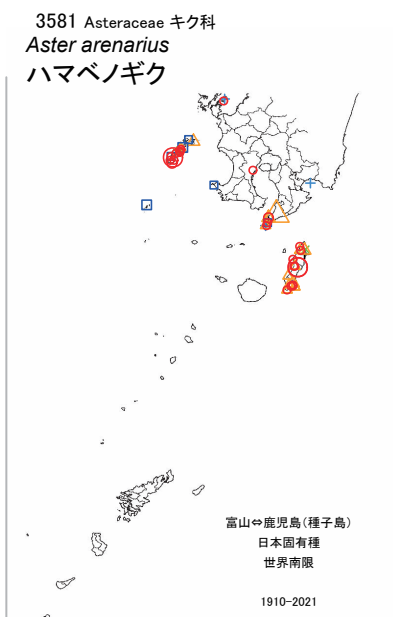 3581 Asteraceae キク科
Aster arenarius
ハマベノギク
富山⇔鹿児島(種子島)
日本固有種
世界南限
1910-2021